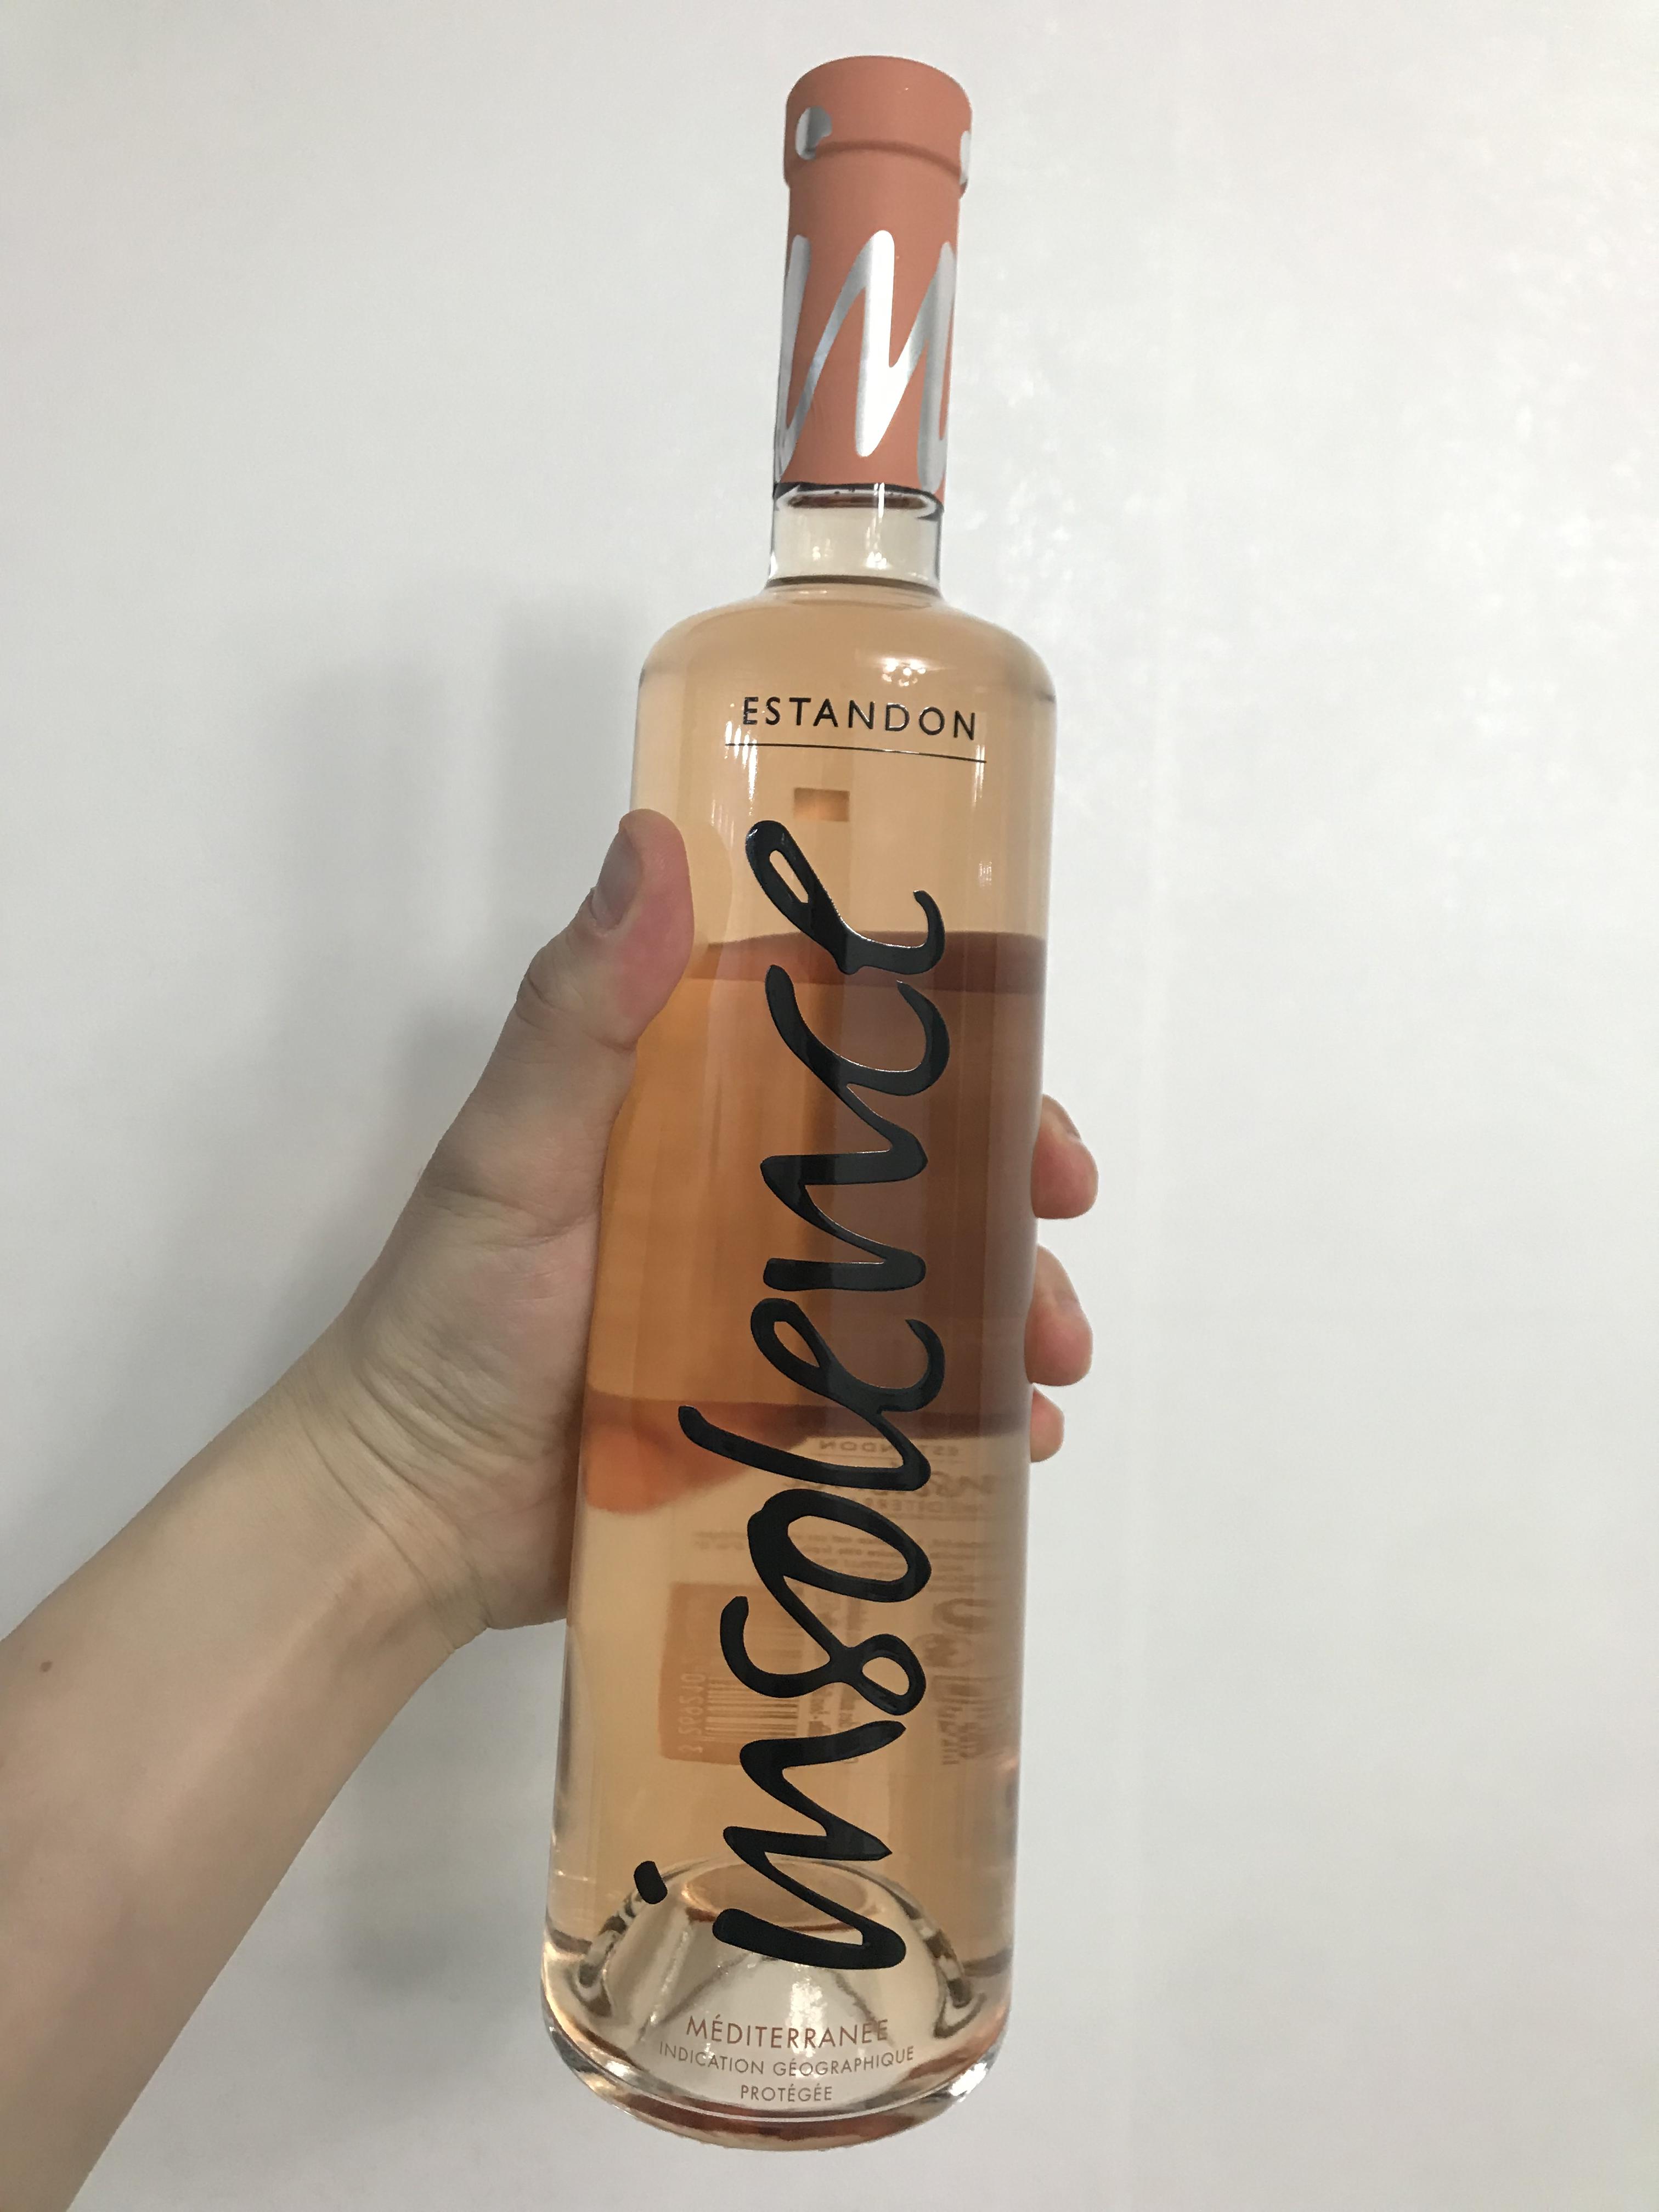 ESTANDON
insolence
MÉDITERRANÉE
INDICATION GÉOGRAPHIQUE
PROTÉGÉE